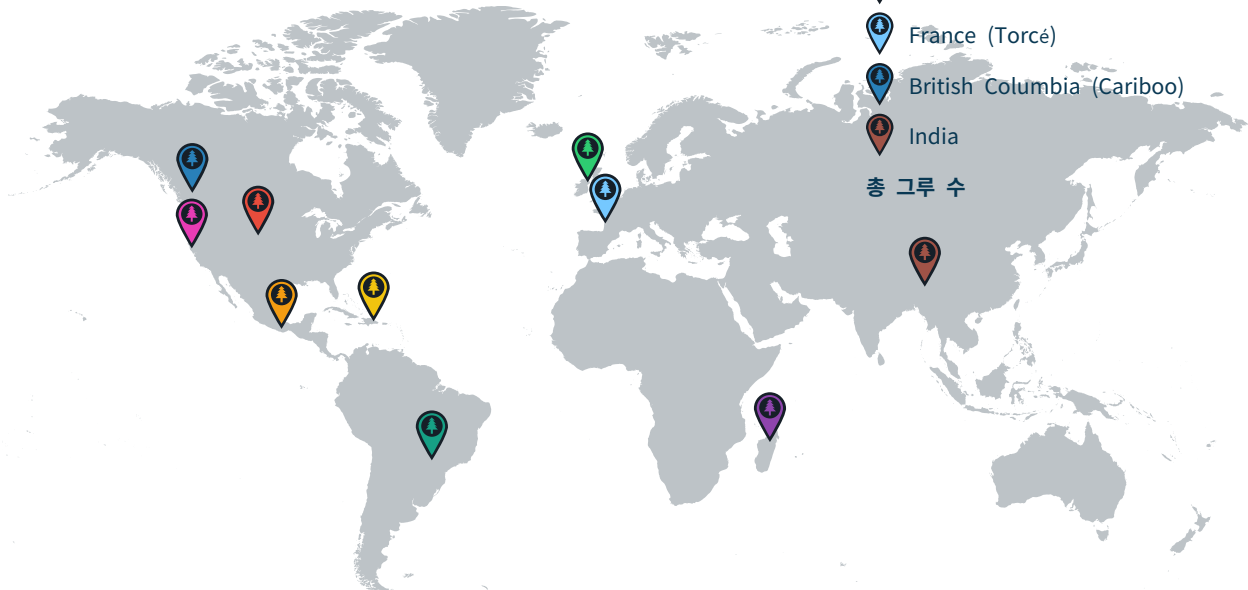 France (Torcé)
British Columbia (Cariboo)
India
총 그루 수